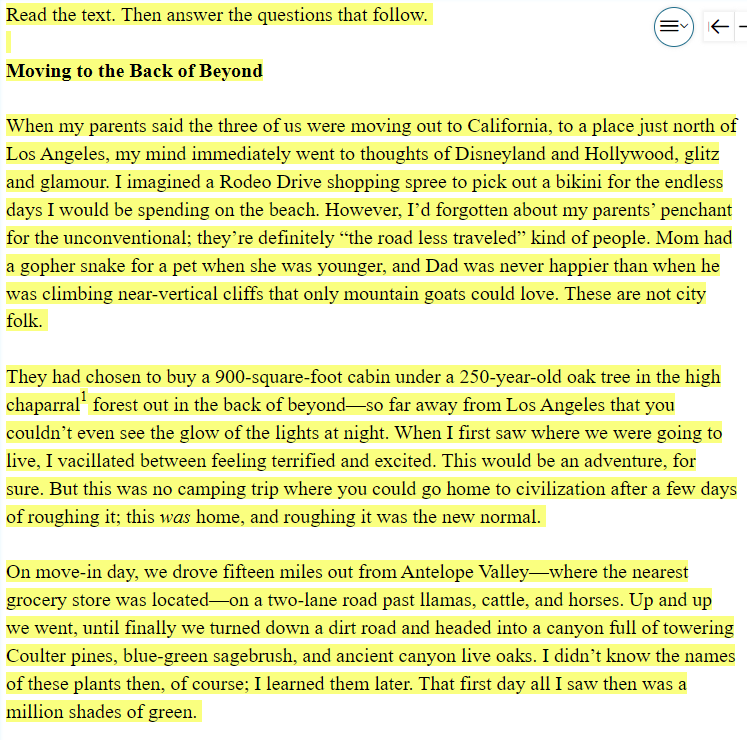 Read the text. Then answer the questions that follow.
Moving to the Back of Beyond
When my parents said the three of us were moving out to California, to a place just north of
Los Angeles, my mind immediately went to thoughts of Disneyland and Hollywood, glitz
and glamour. I imagined a Rodeo Drive shopping spree to pick out a bikini for the endless
days I would be spending on the beach. However, I’d forgotten about my parents’ penchant
for the unconventional; they’re definitely “the road less traveled” kind of people. Mom had
a gopher snake for a pet when she was younger, and Dad was never happier than when he
was climbing near-vertical cliffs that only mountain goats could love. These are not city
folk.
They had chosen to buy a 900-square-foot cabin under a 250-year-old oak tree in the high
chaparral¹ forest out in the back of beyond—so far away from Los Angeles that you
couldn’t even see the glow of the lights at night. When I first saw where we were going to
live, I vacillated between feeling terrified and excited. This would be an adventure, for
sure. But this was no camping trip where you could go home to civilization after a few days
of roughing it; this was home, and roughing it was the new normal.
On move-in day, we drove fifteen miles out from Antelope Valley—where the nearest
grocery store was located—on a two-lane road past llamas, cattle, and horses. Up and up
we went, until finally we turned down a dirt road and headed into a canyon full of towering
Coulter pines, blue-green sagebrush, and ancient canyon live oaks. I didn’t know the names
of these plants then, of course; I learned them later. That first day all I saw then was a
million shades of green.